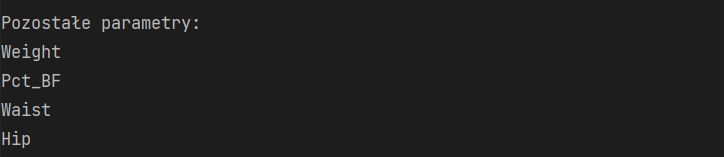 Pozostałe parametry:
Weight
Pct_BF
Waist
Hip